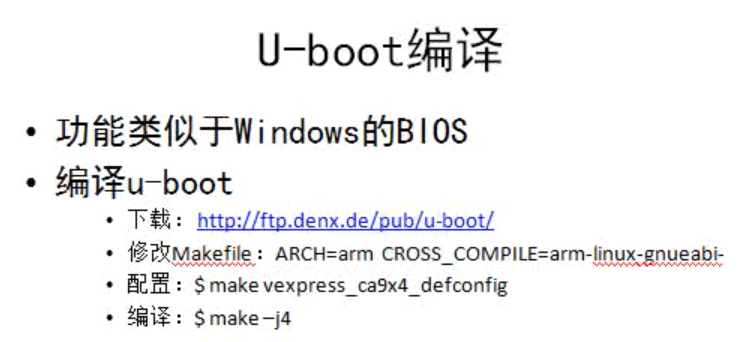 U-boot编译
• 功能类似于Windows的BIOS
• 编译u-boot
• 下载：http://ftp.denx.de/pub/u-boot/
• 修改Makefile：ARCH=arm CROSS_COMPILE=arm-linux-gnueabi-
• 配置：$ make vexpress_ca9x4_defconfig
• 编译：$ make –j4